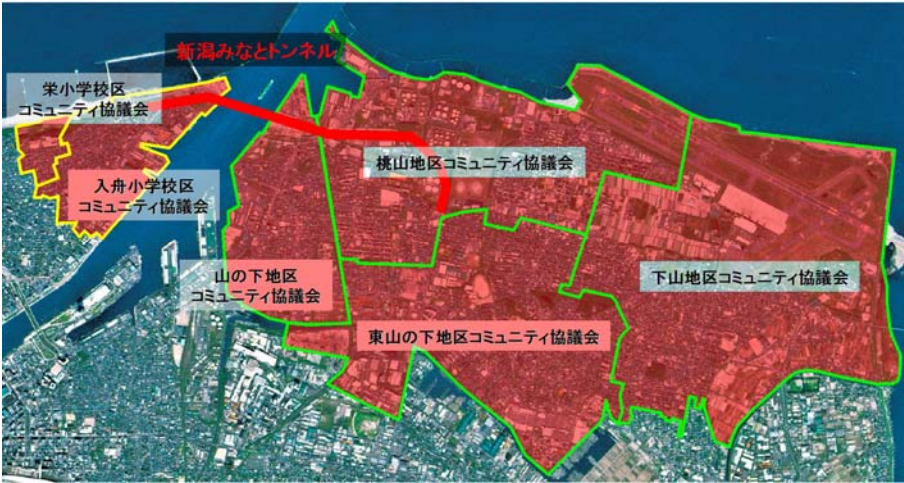 新潟みなとトンネル
栄小学校区
コミュニティ協議会
入舟小学校区
コミュニティ協議会
桃山地区コミュニティ協議会
山の下地区
コミュニティ協議会
下山地区コミュニティ協議会
東山の下地区コミュニティ協議会